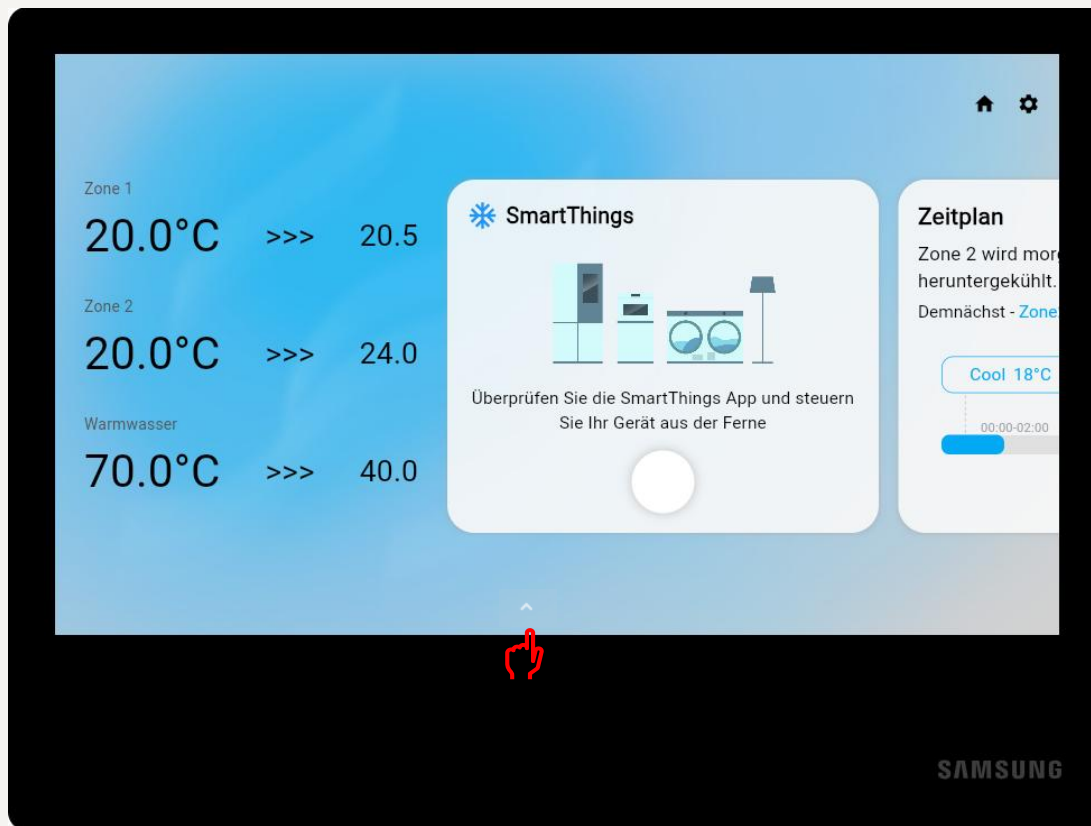 Zone 1
20.0°C >>> 20.5
Zone 2
20.0°C >>> 24.0
Warmwasser
70.0°C >>> 40.0
SmartThings
Überprüfen Sie die SmartThings App und steuern
Sie Ihr Gerät aus der Ferne
Zeitplan
Zone 2 wird
heruntergekühlt.
Demnächst - Zone
Cool 18°C
00:00-02:00
SAMSUNG